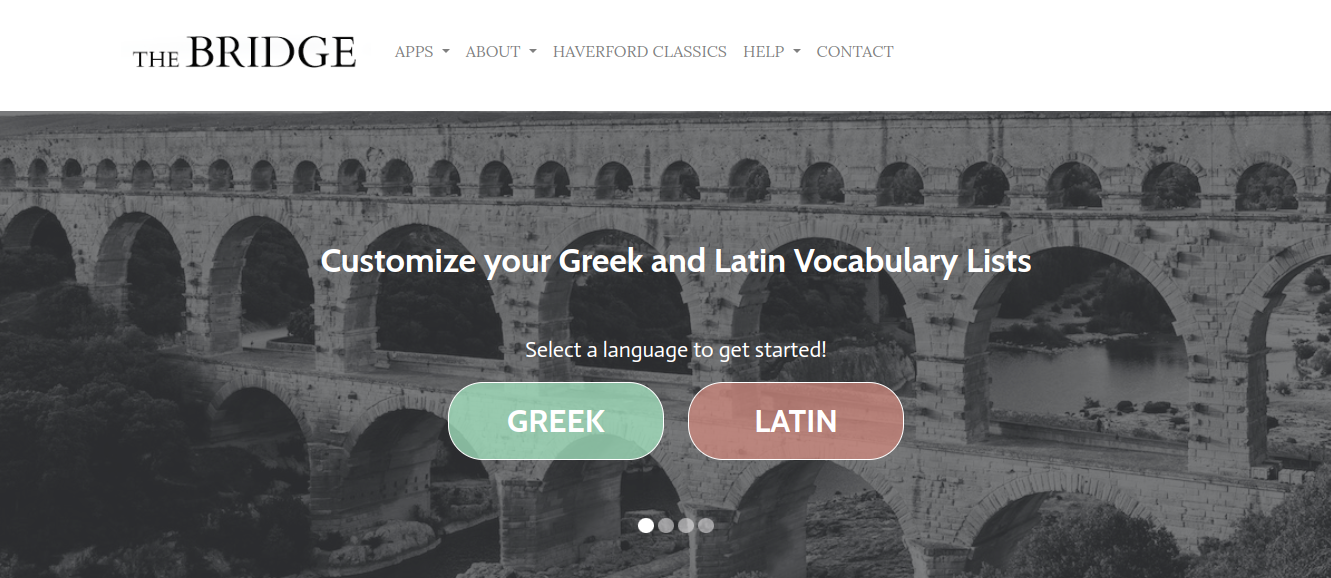 THE BRIDGE
APPS ABOUT HAVERFORD CLASSICS HELP CONTACT
Customize your Greek and Latin Vocabulary Lists
Select a language to get started!
GREEK LATIN